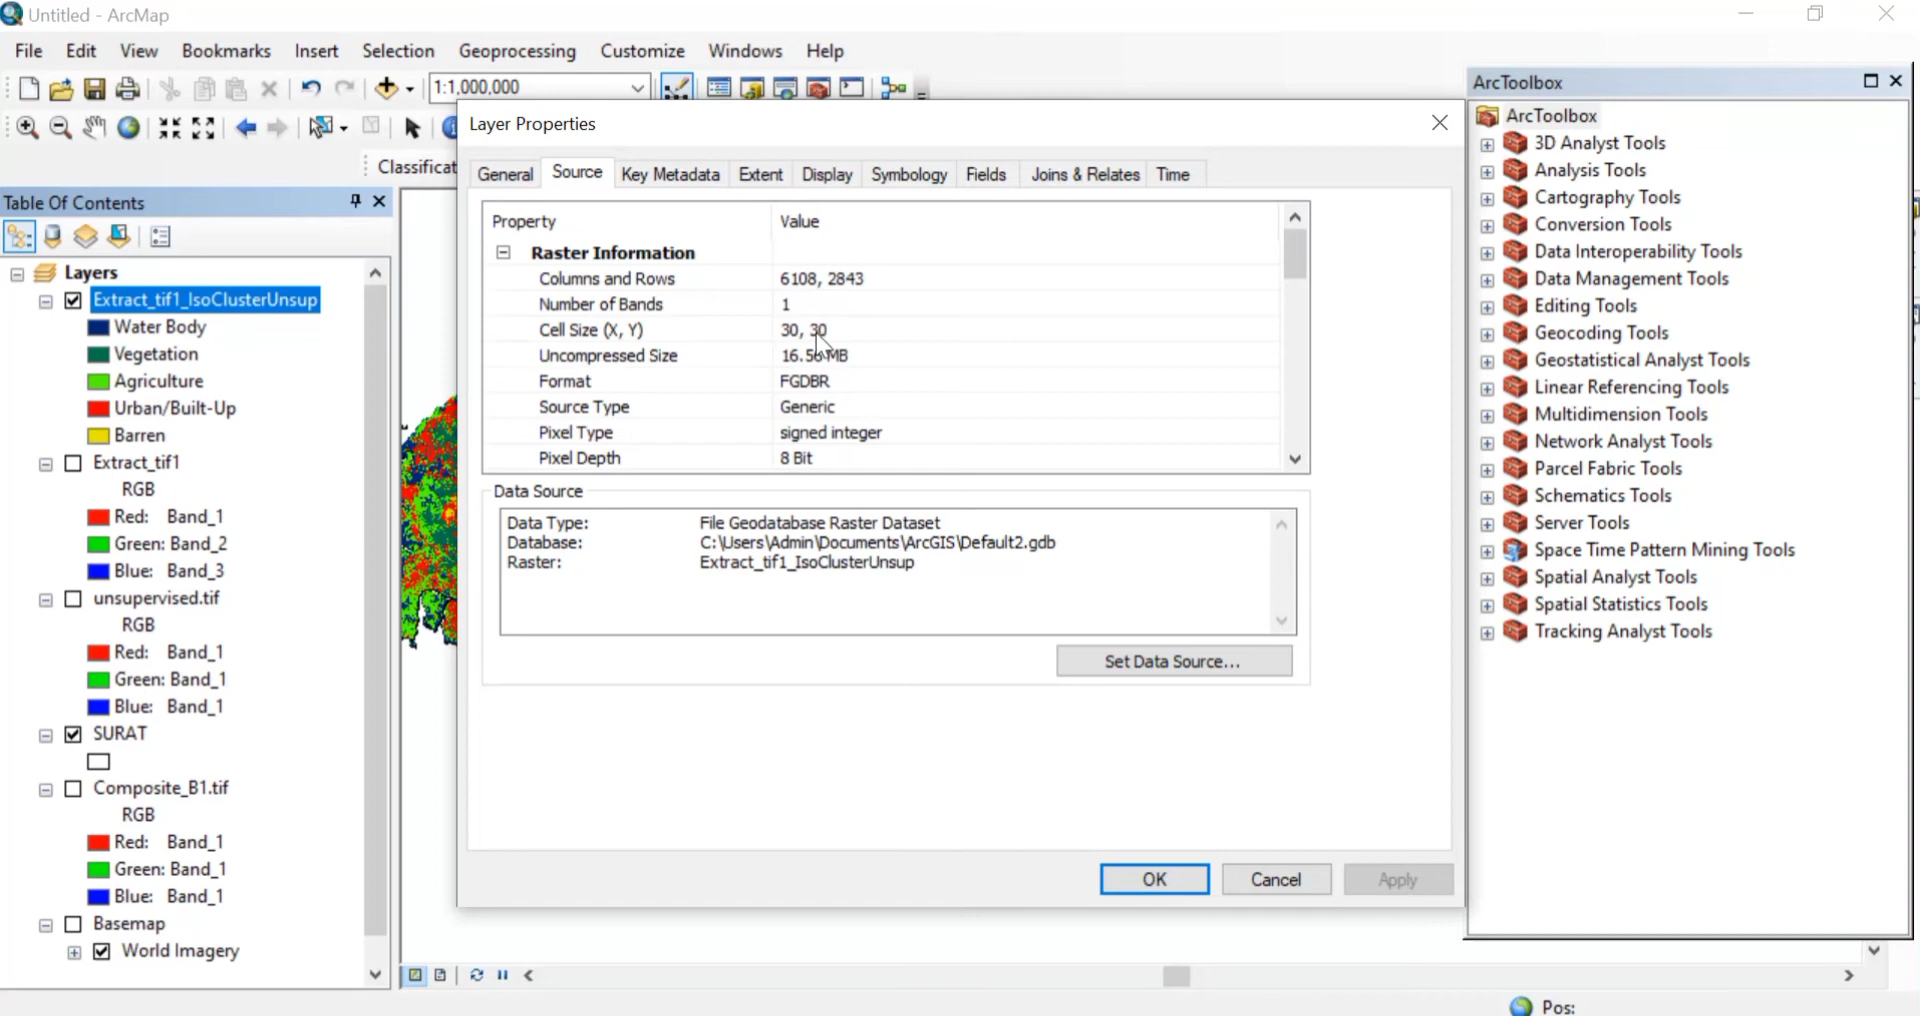 Untitled - ArcMap
File Edit View Bookmarks Insert Selection Geoprocessing Customize Windows Help
1:1,000,000
Classificat
Table Of Contents
Layers
Extract_tif1_IsoClusterUnsup
Water Body
Vegetation
Agriculture
Urban/Built-Up
Barren
Extract_tif1
RGB
Red: Band_1
Green: Band_2
Blue: Band_3
unsupervised.tif
RGB
Red: Band_1
Green: Band_1
Blue: Band_1
SURAT
Composite_B1.tif
RGB
Red: Band_1
Green: Band_1
Blue: Band_1
Basemap
World Imagery
Layer Properties
General Source Key Metadata Extent Display Symbology Fields Joins & Relates Time
Property Value
Raster Information
Columns and Rows 6108, 2843
Number of Bands 1
Cell Size (X, Y) 30, 30
Uncompressed Size MB
Format FGDBR
Source Type Generic
Pixel Type signed integer
Pixel Depth 8 Bit
Data Source
Data Type: File Geodatabase Raster Dataset
Database: C:\Users\Admin\Documents\ArcGIS\Default2.gdb
Raster: Extract_tif1_IsoClusterUnsup
Set Data Source...
OK Cancel Apply
ArcToolbox
ArcToolbox
3D Analyst Tools
Analysis Tools
Cartography Tools
Conversion Tools
Data Interoperability Tools
Data Management Tools
Editing Tools
Geocoding Tools
Geostatistical Analyst Tools
Linear Referencing Tools
Multidimension Tools
Network Analyst Tools
Parcel Fabric Tools
Schematics Tools
Server Tools
Space Time Pattern Mining Tools
Spatial Analyst Tools
Spatial Statistics Tools
Tracking Analyst Tools
Pos: